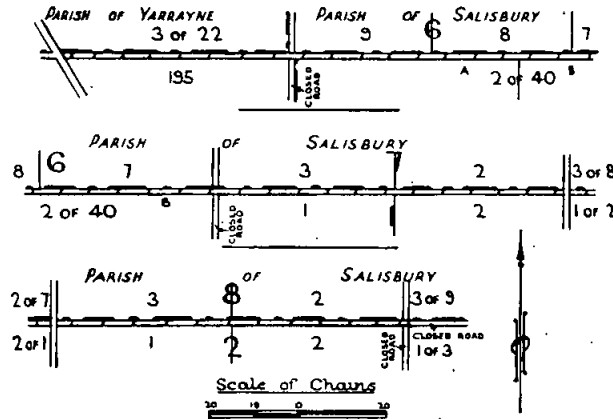 PARISH OF YARRAYNE PARISH OF SALISBURY
3 OF 22 9 6 8 7
195 CLOSED ROAD A 2 OF 40 B
PARISH OF SALISBURY
8 6 7 3 7 2 3 OF 8
2 OF 40 B CLOSED ROAD 1 2 1 OF 2
PARISH OF SALISBURY
2 OF 7 3 8 2 3 OF 9
2 OF 1 1 2 2 CLOSED ROAD 1 OF 3 CLOSED ROAD
Scale of Chains
20 10 0 20